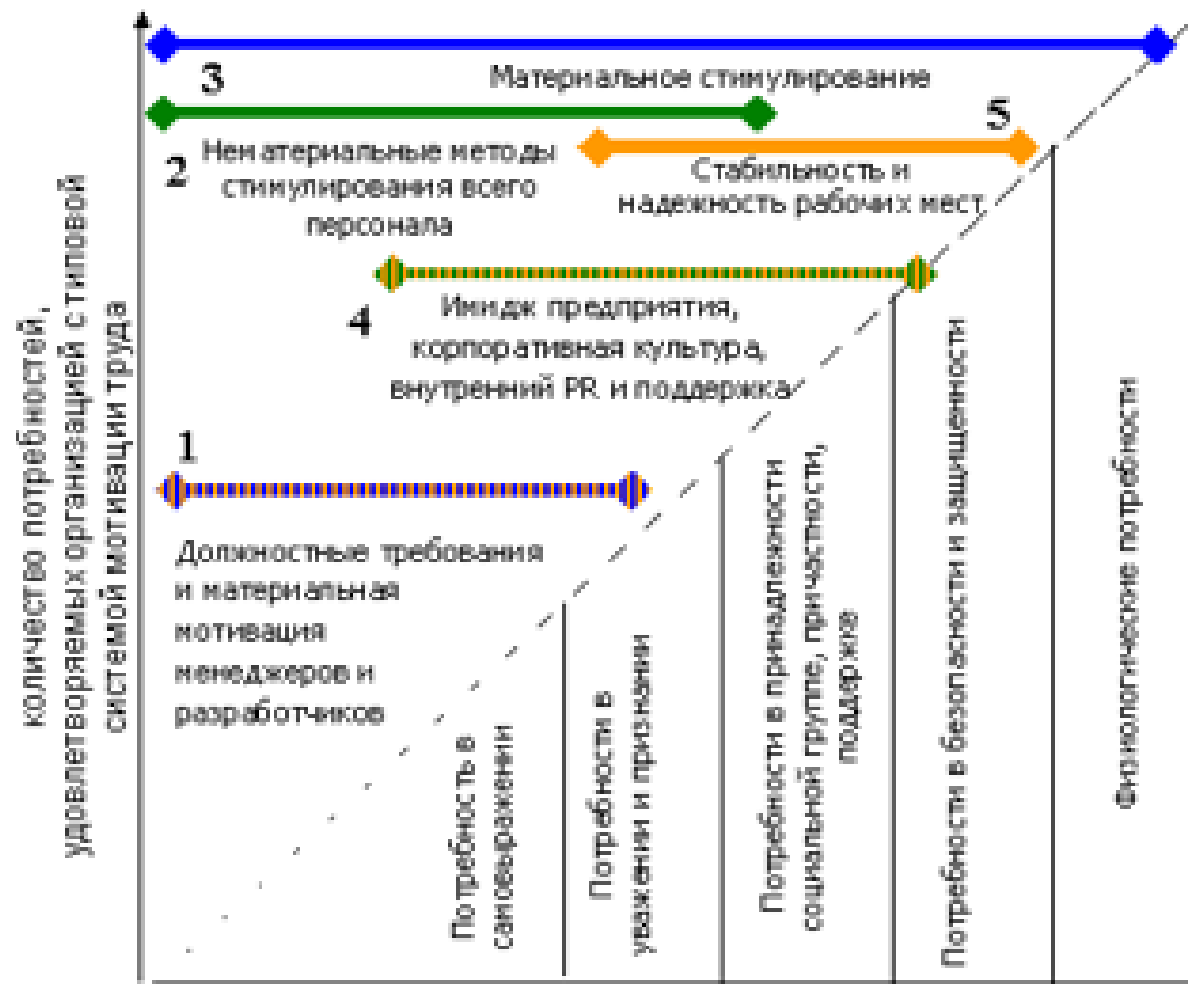 3
Материальное стимулирование
2
Нематериальные методы
стимулирования всего
персонала
5
Стабильность и
надежность рабочих мест
4
Имидж предприятия,
корпоративная культура,
внутренний PR и поддержка
1
Должностные требования
и материальная
мотивация
менеджеров и
разработчиков
количество потребностей,
удовлетворяемых организацией с типовой
системой мотивации труда
Потребность в
самовыражении
Потребности в
уважении и признании
Потребности в принадлежности
социальной группе, причастности,
поддержке
Потребности в безопасности и защищенности
Физиологические потребности